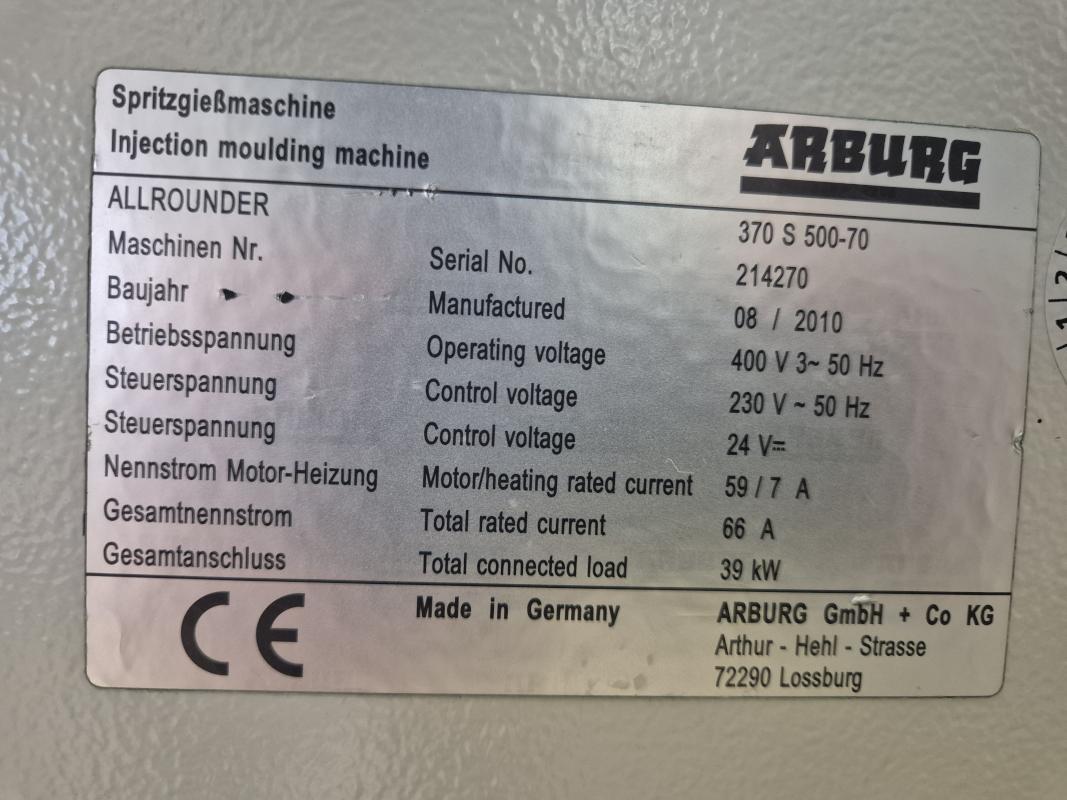 Spritzgießmaschine
Injection moulding machine
ARBURG
ALLROUNDER 370 S 500-70
Maschinen Nr. Serial No. 214270
Baujahr Manufactured 08 / 2010
Betriebsspannung Operating voltage 400 V 3~ 50 Hz
Steuerspannung Control voltage 230 V ~ 50 Hz
Steuerspannung Control voltage 24 V⎓
Nennstrom Motor-Heizung Motor/heating rated current 59 / 7 A
Gesamtnennstrom Total rated current 66 A
Gesamtanschluss Total connected load 39 kW
CE Made in Germany ARBURG GmbH + Co KG
Arthur - Hehl - Strasse
72290 Lossburg